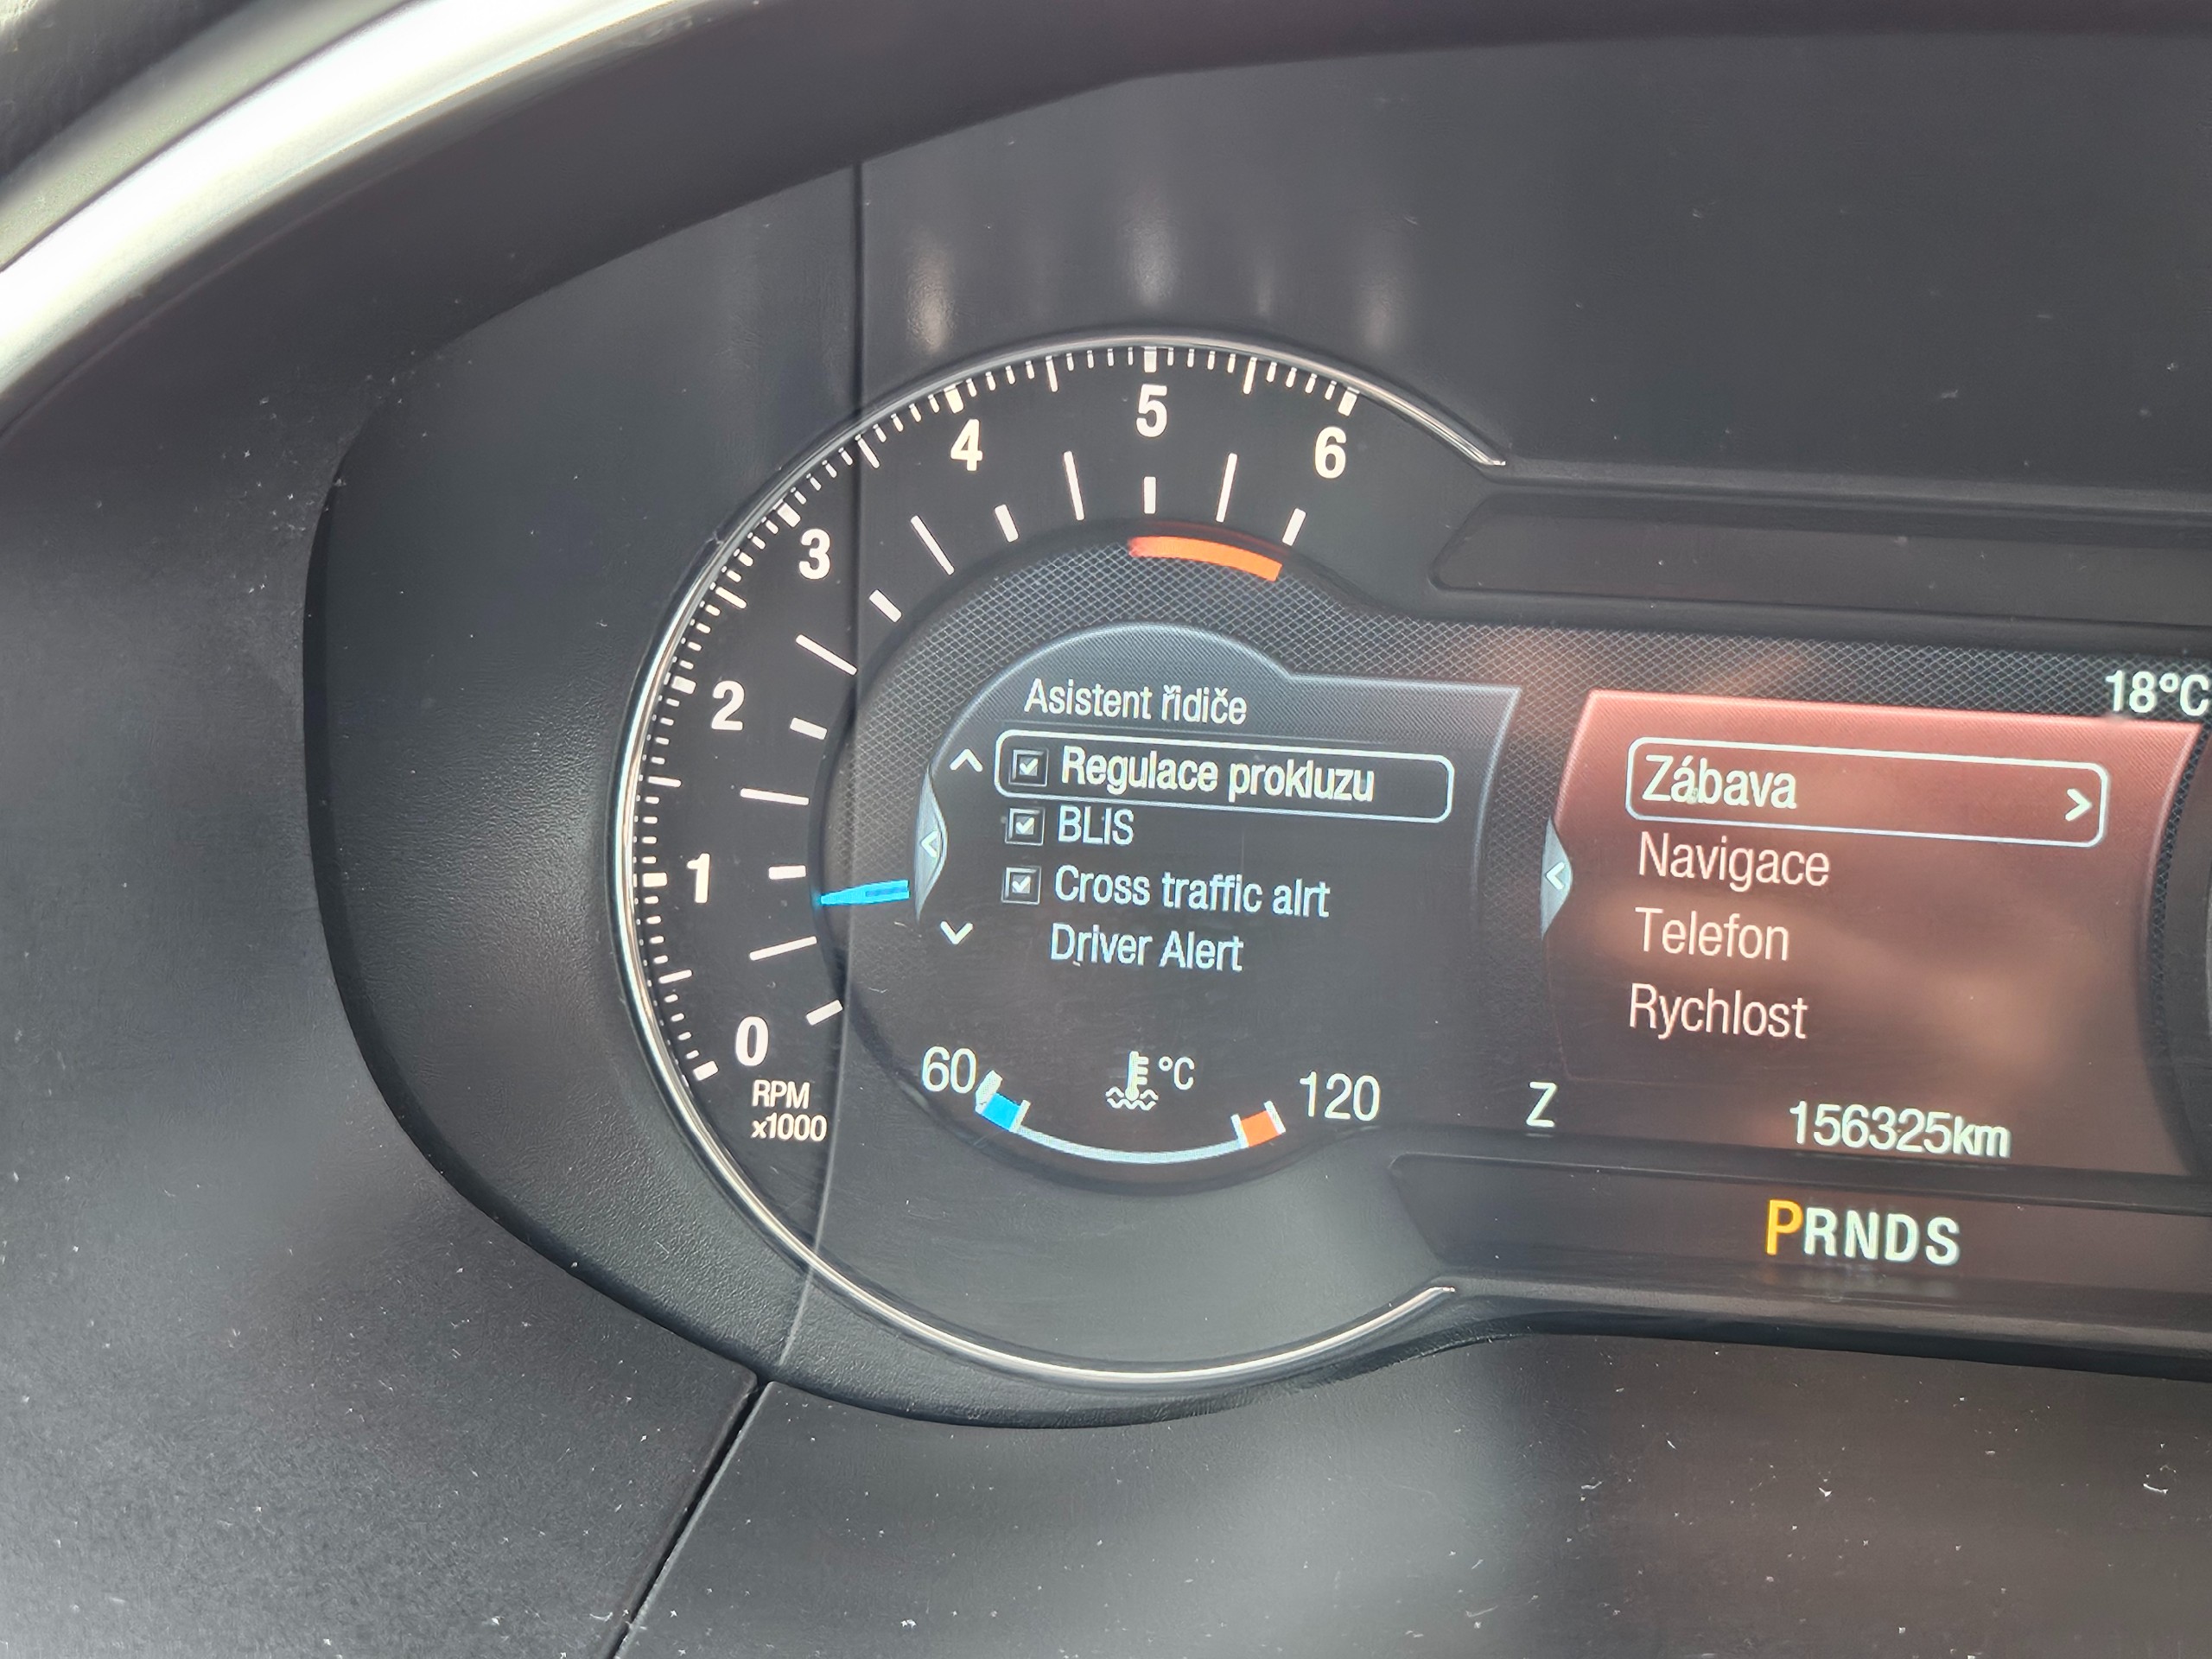 5
4
6
3
2
1
0
RPM
x1000
Asistent řidiče
Regulace prokluzu
BLIS
Cross traffic alrt
Driver Alert
60
°C
120
18°C
Zábava
Navigace
Telefon
Rychlost
Z
156325km
PRNDS